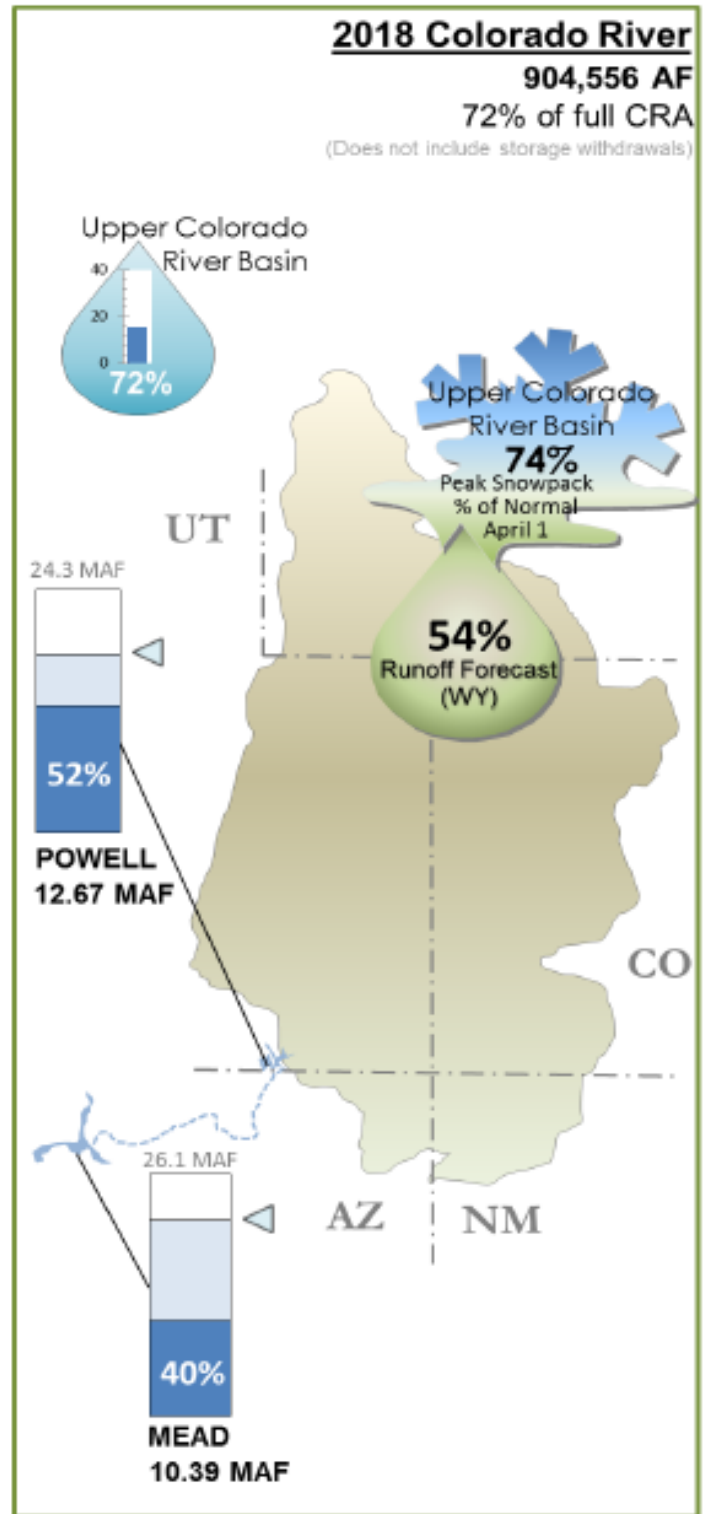 2018 Colorado River
904,556 AF
72% of full CRA
(Does not include storage withdrawals)
Upper Colorado
River Basin
40
20
0
72%
Upper Colorado
River Basin
74%
Peak Snowpack
% of Normal
April 1
UT
24.3 MAF
54%
Runoff Forecast
(WY)
52%
POWELL
12.67 MAF
CO
26.1 MAF
AZ
NM
40%
MEAD
10.39 MAF